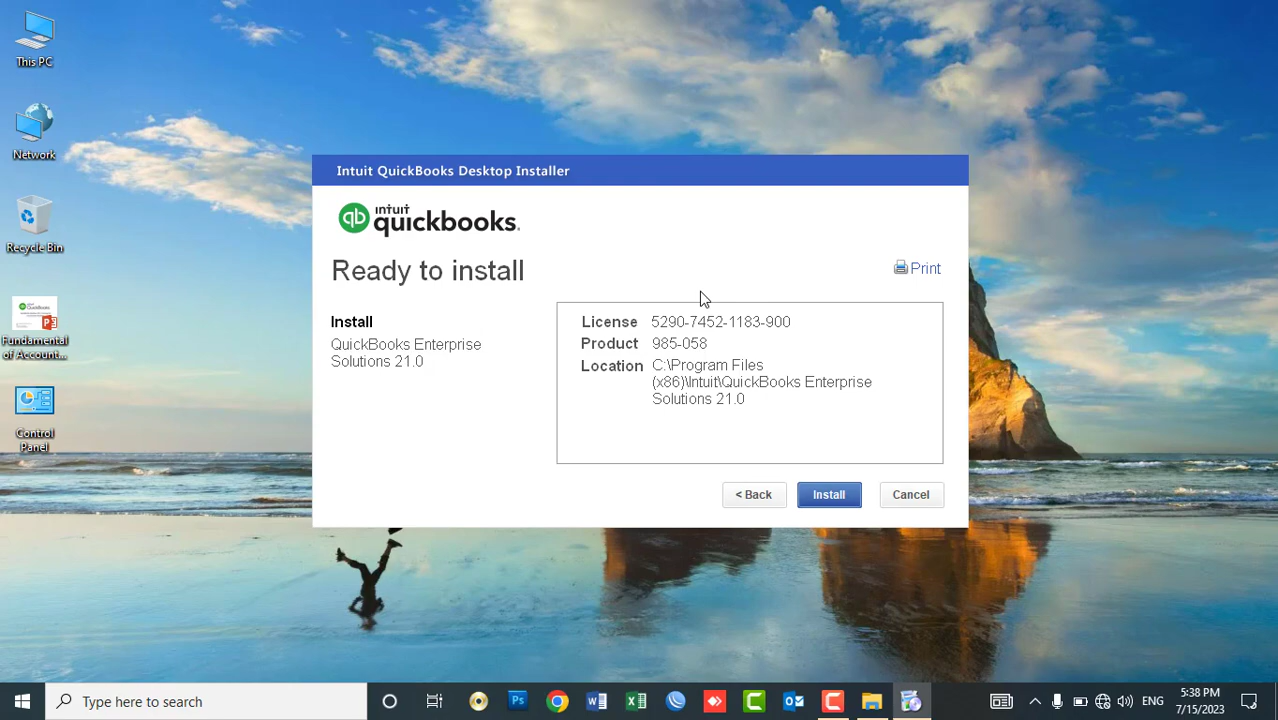 This PC
Network
Recycle Bin
Fundamental
of Account...
Control
Panel
Intuit QuickBooks Desktop Installer
intuit
quickbooks.
Ready to install
Print
Install
QuickBooks Enterprise
Solutions 21.0
License 5290-7452-1183-900
Product 985-058
Location C:\Program Files
(x86)\Intuit\QuickBooks Enterprise
Solutions 21.0
< Back
Install
Cancel
Type here to search
ENG
5:38 PM
7/15/2023